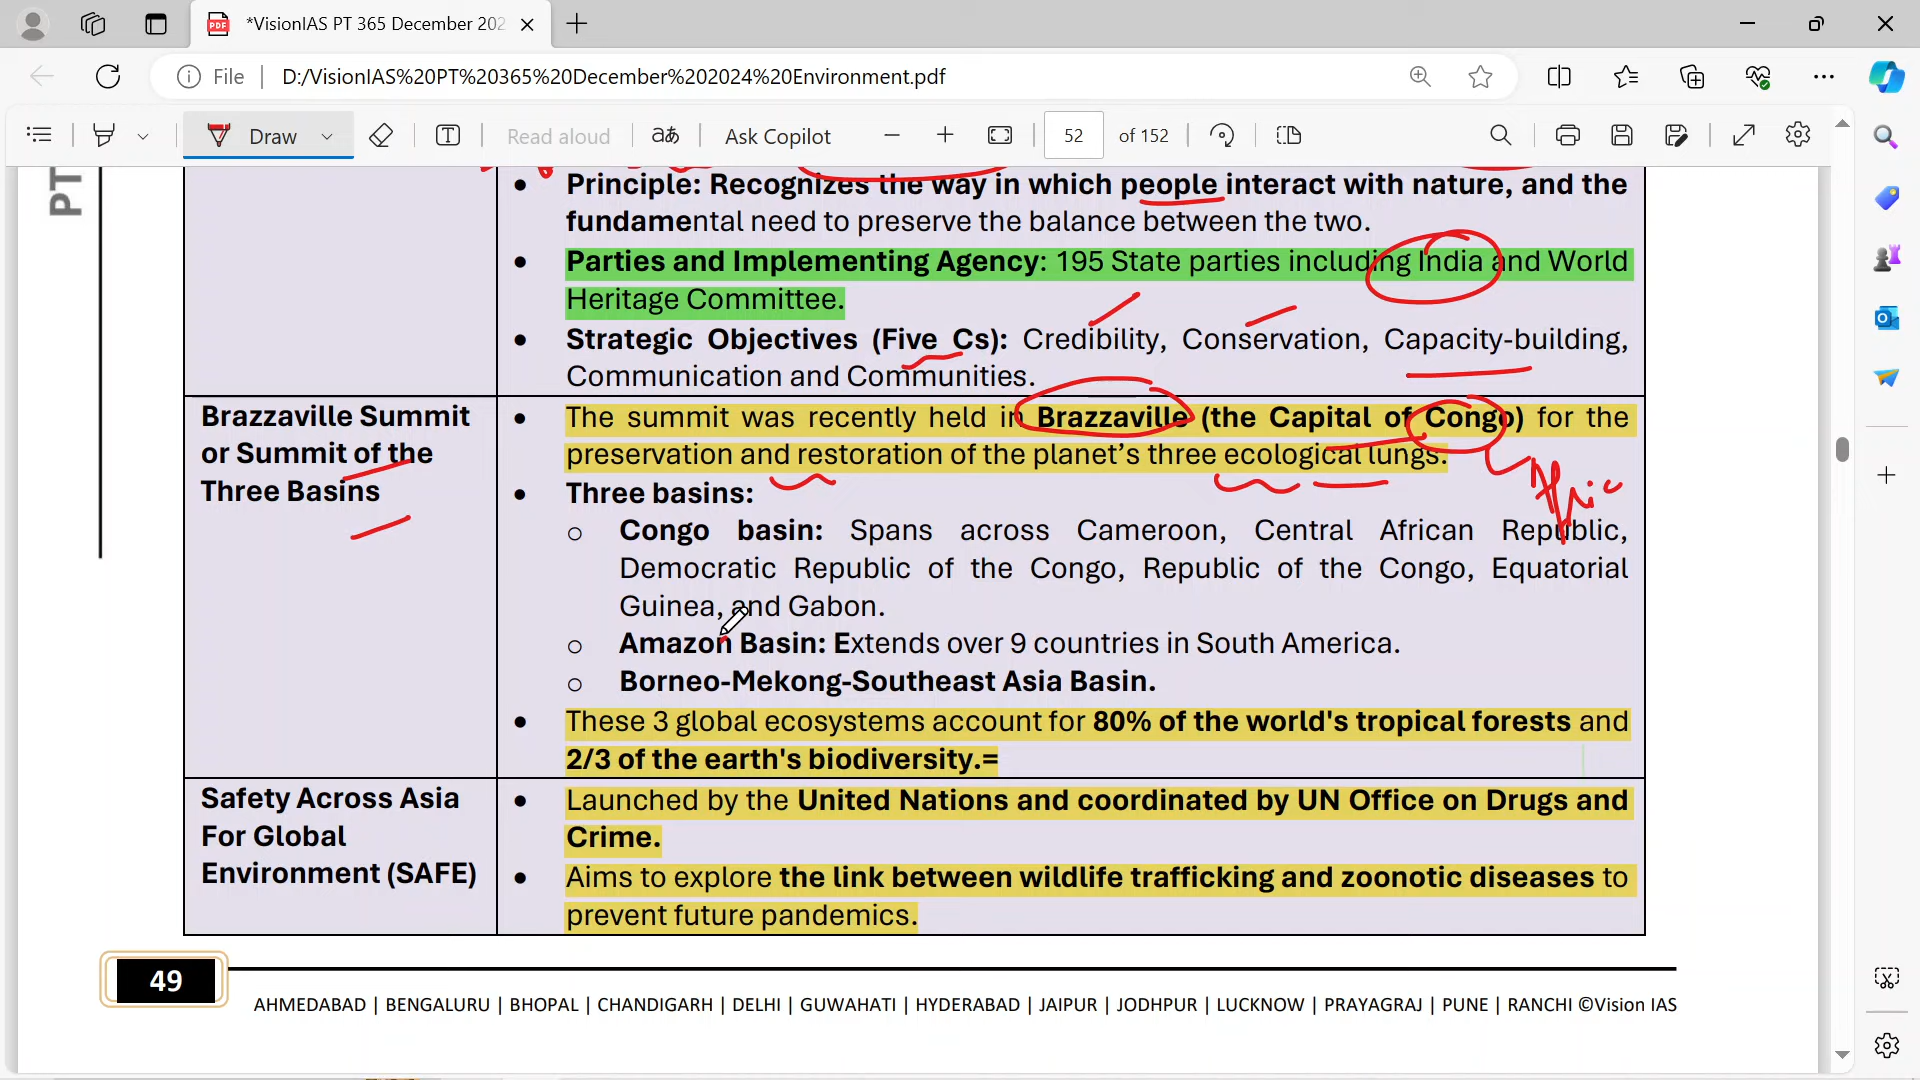 *VisionIAS PT 365 December 202
File
D:/VisionIAS%20PT%20365%20December%202024%20Environment.pdf
Draw
Read aloud
Ask Copilot
52
of 152
PT
• Principle: Recognizes the way in which people interact with nature, and the
fundamental need to preserve the balance between the two.
• Parties and Implementing Agency: 195 State parties including India and World
Heritage Committee.
• Strategic Objectives (Five Cs): Credibility, Conservation, Capacity-building,
Communication and Communities.
Brazzaville Summit
or Summit of the
Three Basins
• The summit was recently held in Brazzaville (the Capital of Congo) for the
preservation and restoration of the planet’s three ecological lungs.
• Three basins:
o Congo basin: Spans across Cameroon, Central African Republic,
Democratic Republic of the Congo, Republic of the Congo, Equatorial
Guinea, and Gabon.
o Amazon Basin: Extends over 9 countries in South America.
o Borneo-Mekong-Southeast Asia Basin.
• These 3 global ecosystems account for 80% of the world's tropical forests and
2/3 of the earth's biodiversity.=
Safety Across Asia
For Global
Environment (SAFE)
• Launched by the United Nations and coordinated by UN Office on Drugs and
Crime.
• Aims to explore the link between wildlife trafficking and zoonotic diseases to
prevent future pandemics.
49
AHMEDABAD | BENGALURU | BHOPAL | CHANDIGARH | DELHI | GUWAHATI | HYDERABAD | JAIPUR | JODHPUR | LUCKNOW | PRAYAGRAJ | PUNE | RANCHI ©Vision IAS